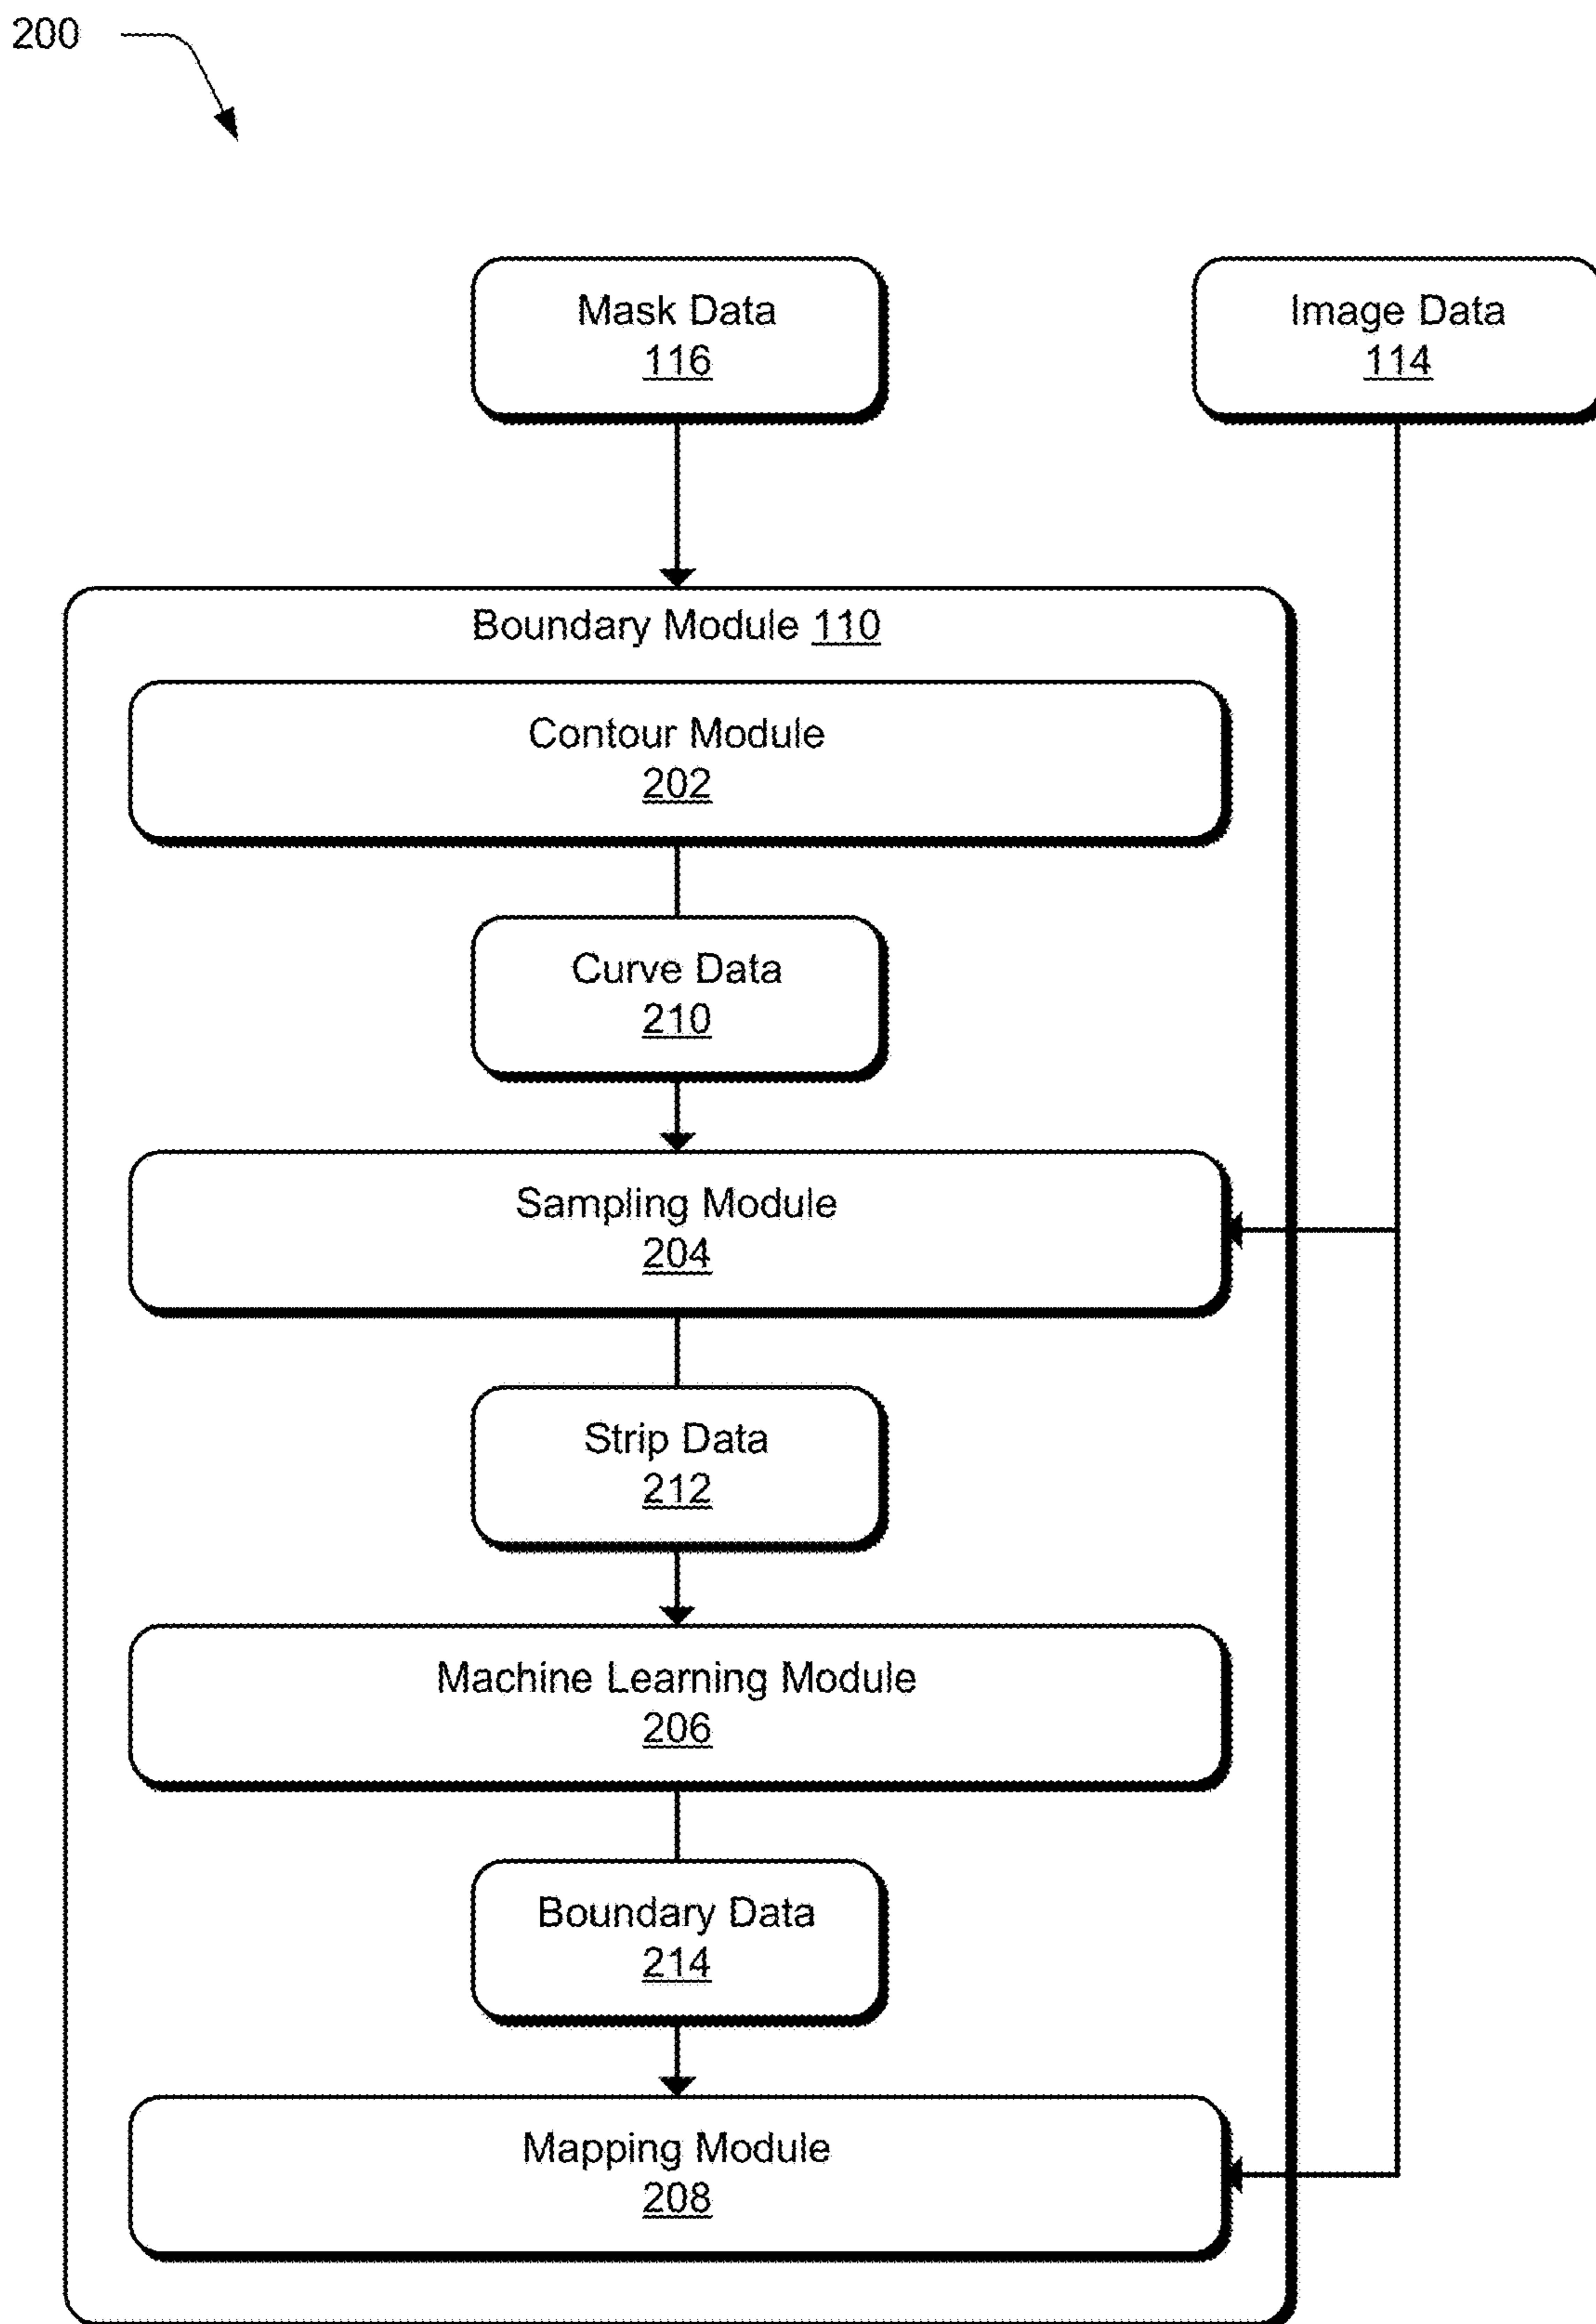 200
Mask Data
116
Image Data
114
Boundary Module 110
Contour Module
202
Curve Data
210
Sampling Module
204
Strip Data
212
Machine Learning Module
206
Boundary Data
214
Mapping Module
208